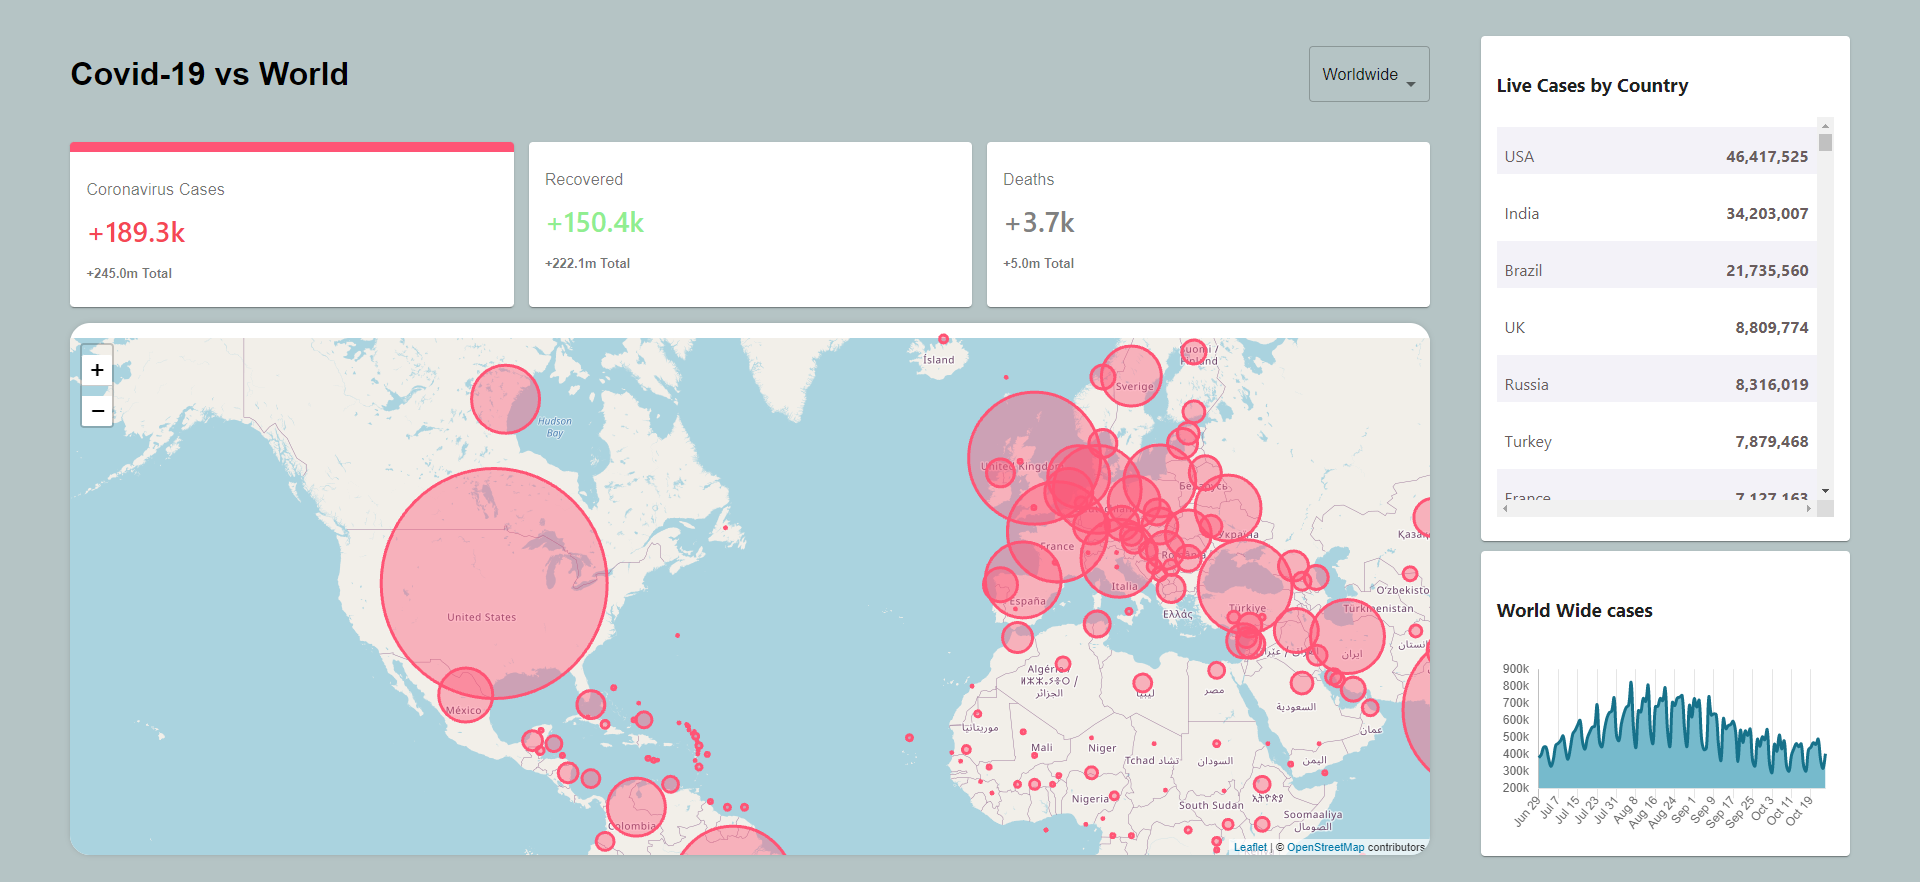 Covid-19 vs World
Worldwide
Coronavirus Cases
+189.3k
+245.0m Total
Recovered
+150.4k
+222.1m Total
Deaths
+3.7k
+5.0m Total
+
−
Ísland
Suomi /
Finland
Sverige
Hudson
Bay
United Kingdom
Беларусь
Україна
France
România
Italia
España
Ελλάς
Türkiye
United States
México
O'zbekiston
Turkmenistan
ایران
Algérie
ⵍⵣⵣⴰⵢⴻⵔ /
الجزائر
ليبيا
مصر
السعودية
عمان
موريتانيا
Mali
Niger
Tchad تشاد
السودان
اليمن
Nigeria
South Sudan
ኢትዮጵያ
Soomaaliya
الصومال
Colombia
Leaflet | © OpenStreetMap contributors
Live Cases by Country
USA 46,417,525
India 34,203,007
Brazil 21,735,560
UK 8,809,774
Russia 8,316,019
Turkey 7,879,468
France 7,127,163
World Wide cases
900k
800k
700k
600k
500k
400k
300k
200k
Jun 29
Jul 7
Jul 15
Jul 23
Jul 31
Aug 8
Aug 16
Aug 24
Sep 1
Sep 9
Sep 17
Sep 25
Oct 3
Oct 11
Oct 19